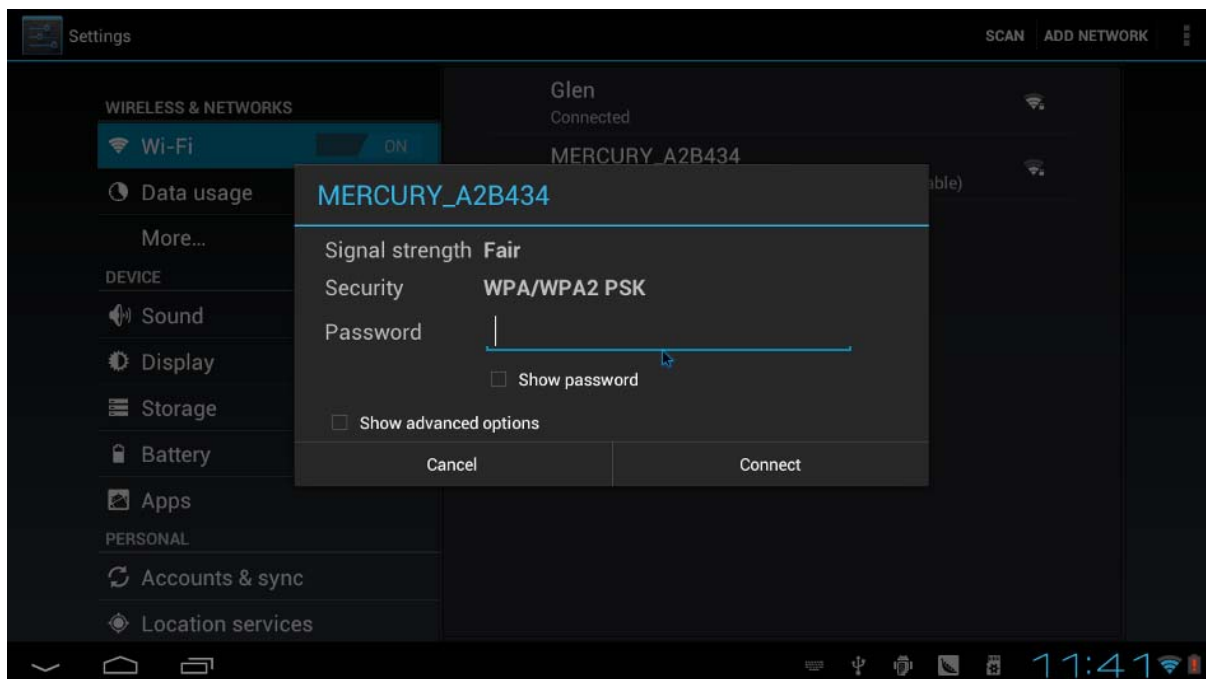 Settings
SCAN ADD NETWORK
WIRELESS & NETWORKS
Wi-Fi ON
Data usage
More...
DEVICE
Sound
Display
Storage
Battery
Apps
PERSONAL
Accounts & sync
Location services
Glen
Connected
MERCURY_A2B434
MERCURY_A2B434
Signal strength Fair
Security WPA/WPA2 PSK
Password
Show password
Show advanced options
Cancel Connect
11:41